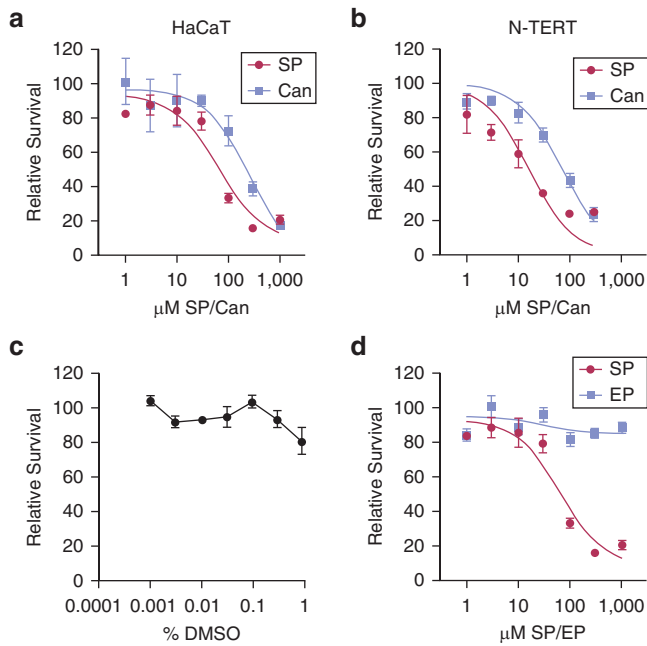 a
HaCaT
120
100
80
60
40
20
0
Relative Survival
SP
Can
1 10 100 1,000
μM SP/Can
b
N-TERT
120
100
80
60
40
20
0
Relative Survival
SP
Can
1 10 100 1,000
μM SP/Can
c
120
100
80
60
40
20
0
Relative Survival
0.0001 0.001 0.01 0.1 1
% DMSO
d
120
100
80
60
40
20
0
Relative Survival
SP
EP
1 10 100 1,000
μM SP/EP